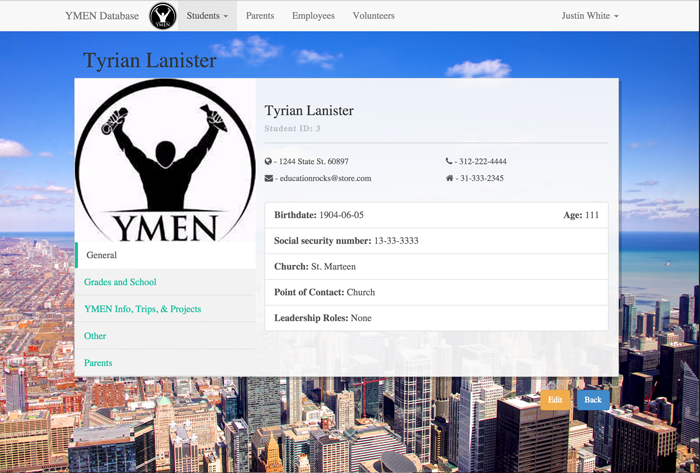 YMEN Database YMEN Students Parents Employees Volunteers Justin White
Tyrian Lanister
YMEN
Tyrian Lanister
Student ID: 3
- 1244 State St. 60897 - 312-222-4444
- educationrocks@store.com - 31-333-2345
Birthdate: 1904-06-05 Age: 111
Social security number: 13-33-3333
Church: St. Marteen
Point of Contact: Church
Leadership Roles: None
General
Grades and School
YMEN Info, Trips, & Projects
Other
Parents
Edit Back